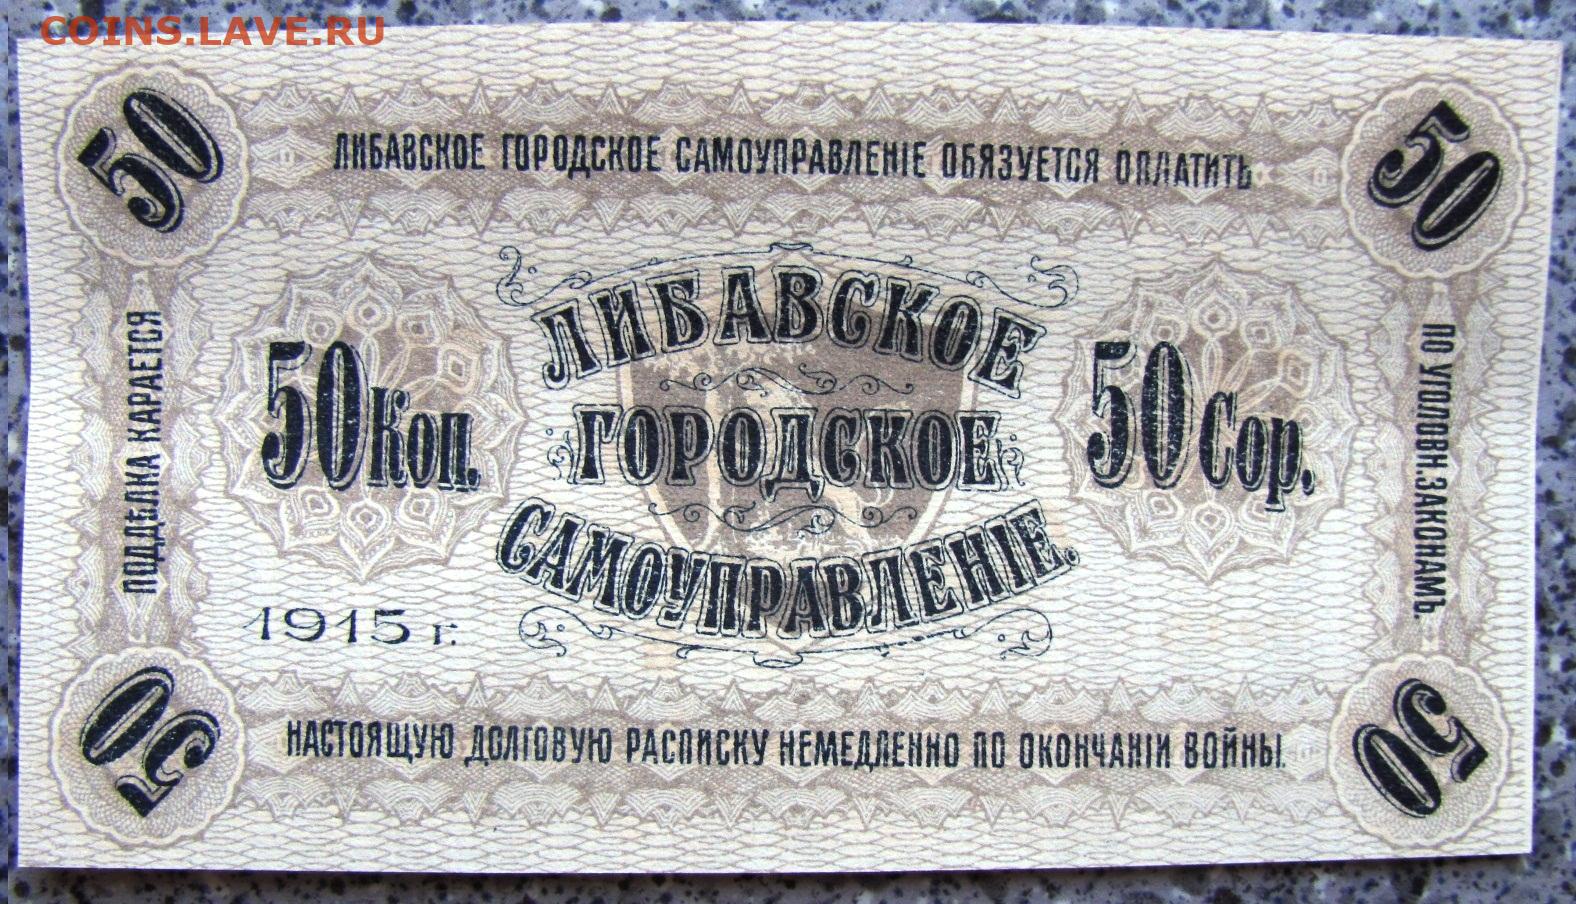 COINS.LAVE.RU
50
50
ЛИБАВСКОЕ ГОРОДСКОЕ САМОУПРАВЛЕНІЕ ОБЯЗУЕТСЯ ОПЛАТИТЬ
ПОДДЕЛКА КАРАЕТСЯ
50 Коп.
ЛИБАВСКОЕ
ГОРОДСКОЕ
САМОУПРАВЛЕНІЕ.
50 Сор.
ПО УГОЛОВН. ЗАКОНАМЪ.
1915 г.
50
50
НАСТОЯЩУЮ ДОЛГОВУЮ РАСПИСКУ НЕМЕДЛЕННО ПО ОКОНЧАНІИ ВОЙНЫ.